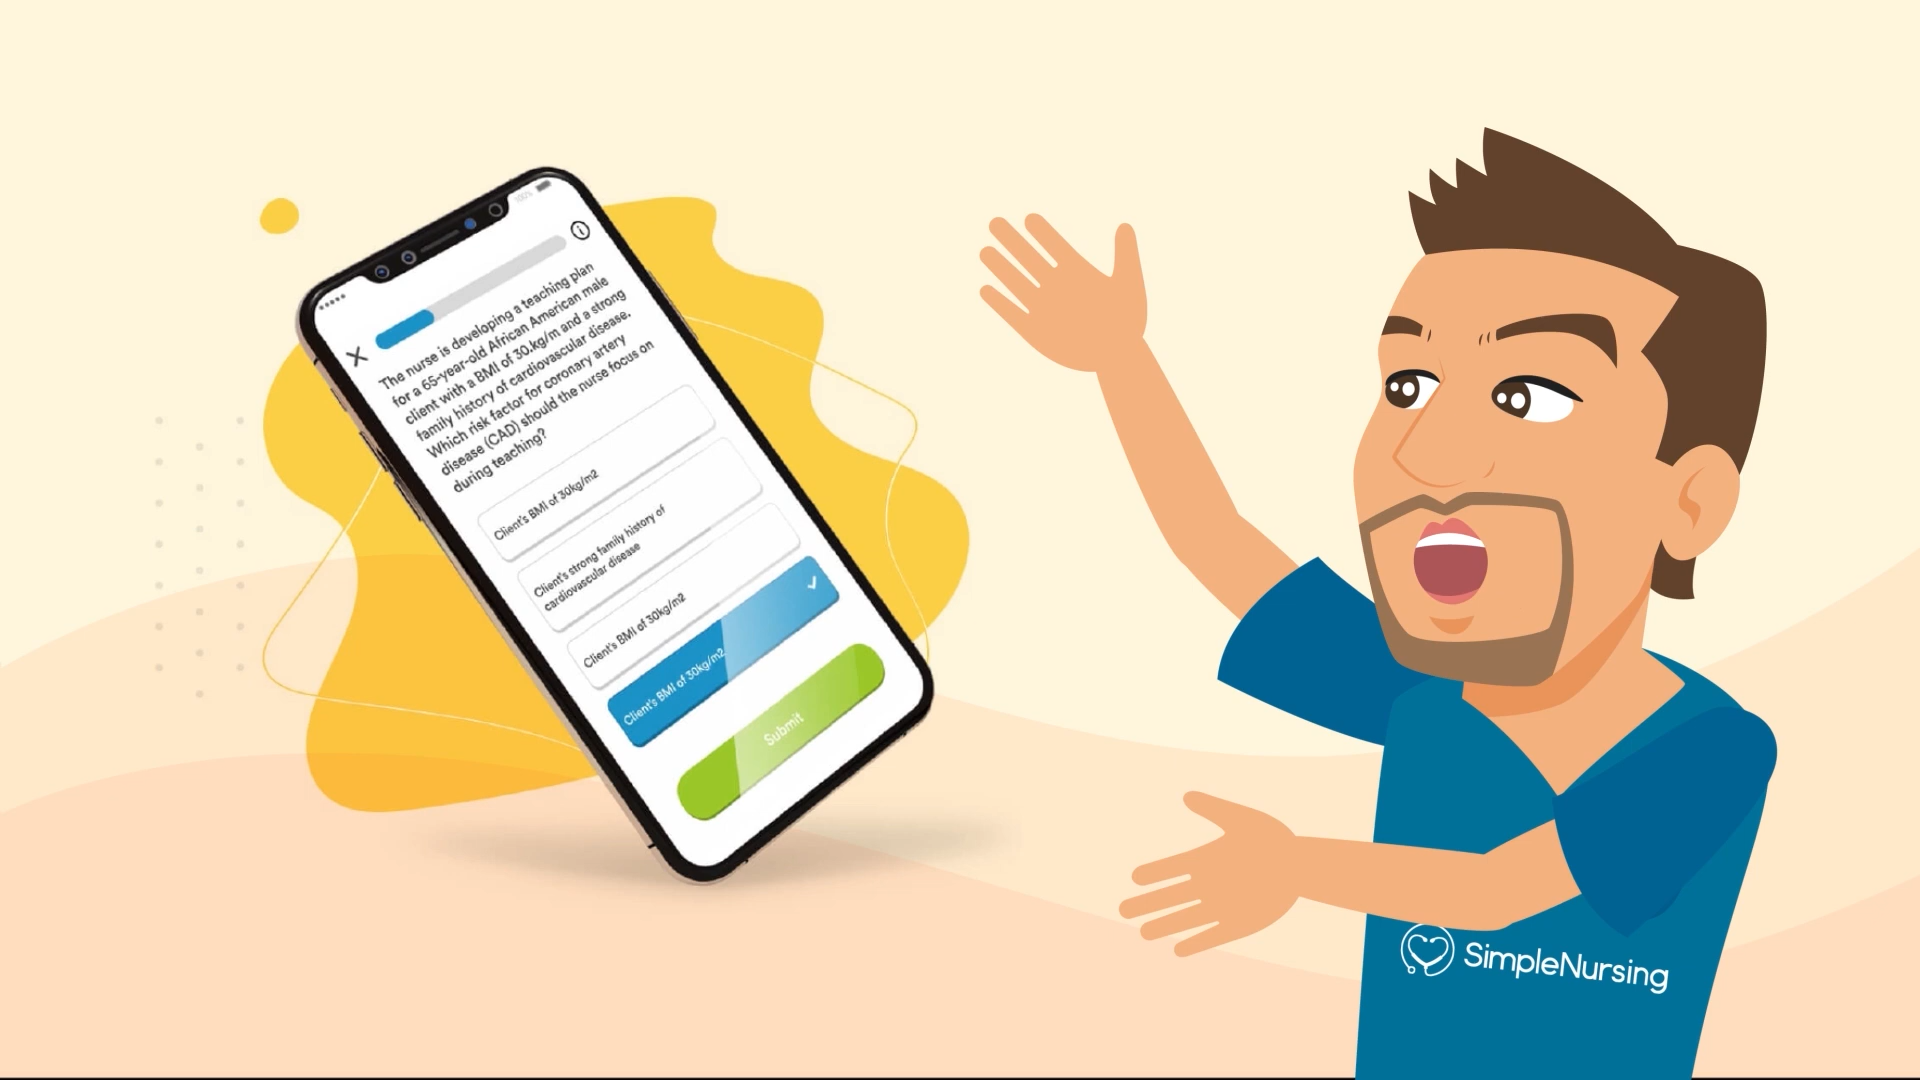 100%
The nurse is developing a teaching plan
for a 65-year-old African American male
client with a BMI of 30.kg/m and a strong
family history of cardiovascular disease.
Which risk factor for coronary artery
disease (CAD) should the nurse focus on
during teaching?
Client's BMI of 30kg/m2
Client's strong family history of
cardiovascular disease
Client's BMI of 30kg/m2
Client's BMI of 30kg/m2
Submit
SimpleNursing